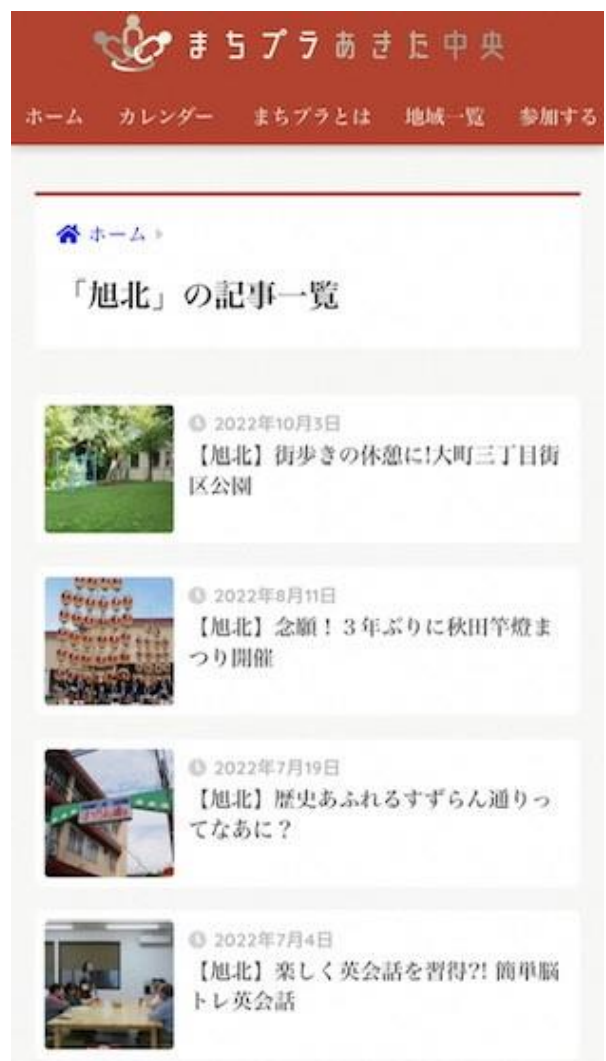 まちプラあきた中央
ホーム カレンダー まちプラとは 地域一覧 参加する
ホーム
「旭北」の記事一覧
2022年10月3日
【旭北】街歩きの休憩に!大町三丁目街
区公園
2022年8月11日
【旭北】念願！３年ぶりに秋田竿燈ま
つり開催
2022年7月19日
【旭北】歴史あふれるすずらん通りっ
てなあに？
2022年7月4日
【旭北】楽しく英会話を習得?! 簡単脳
トレ英会話